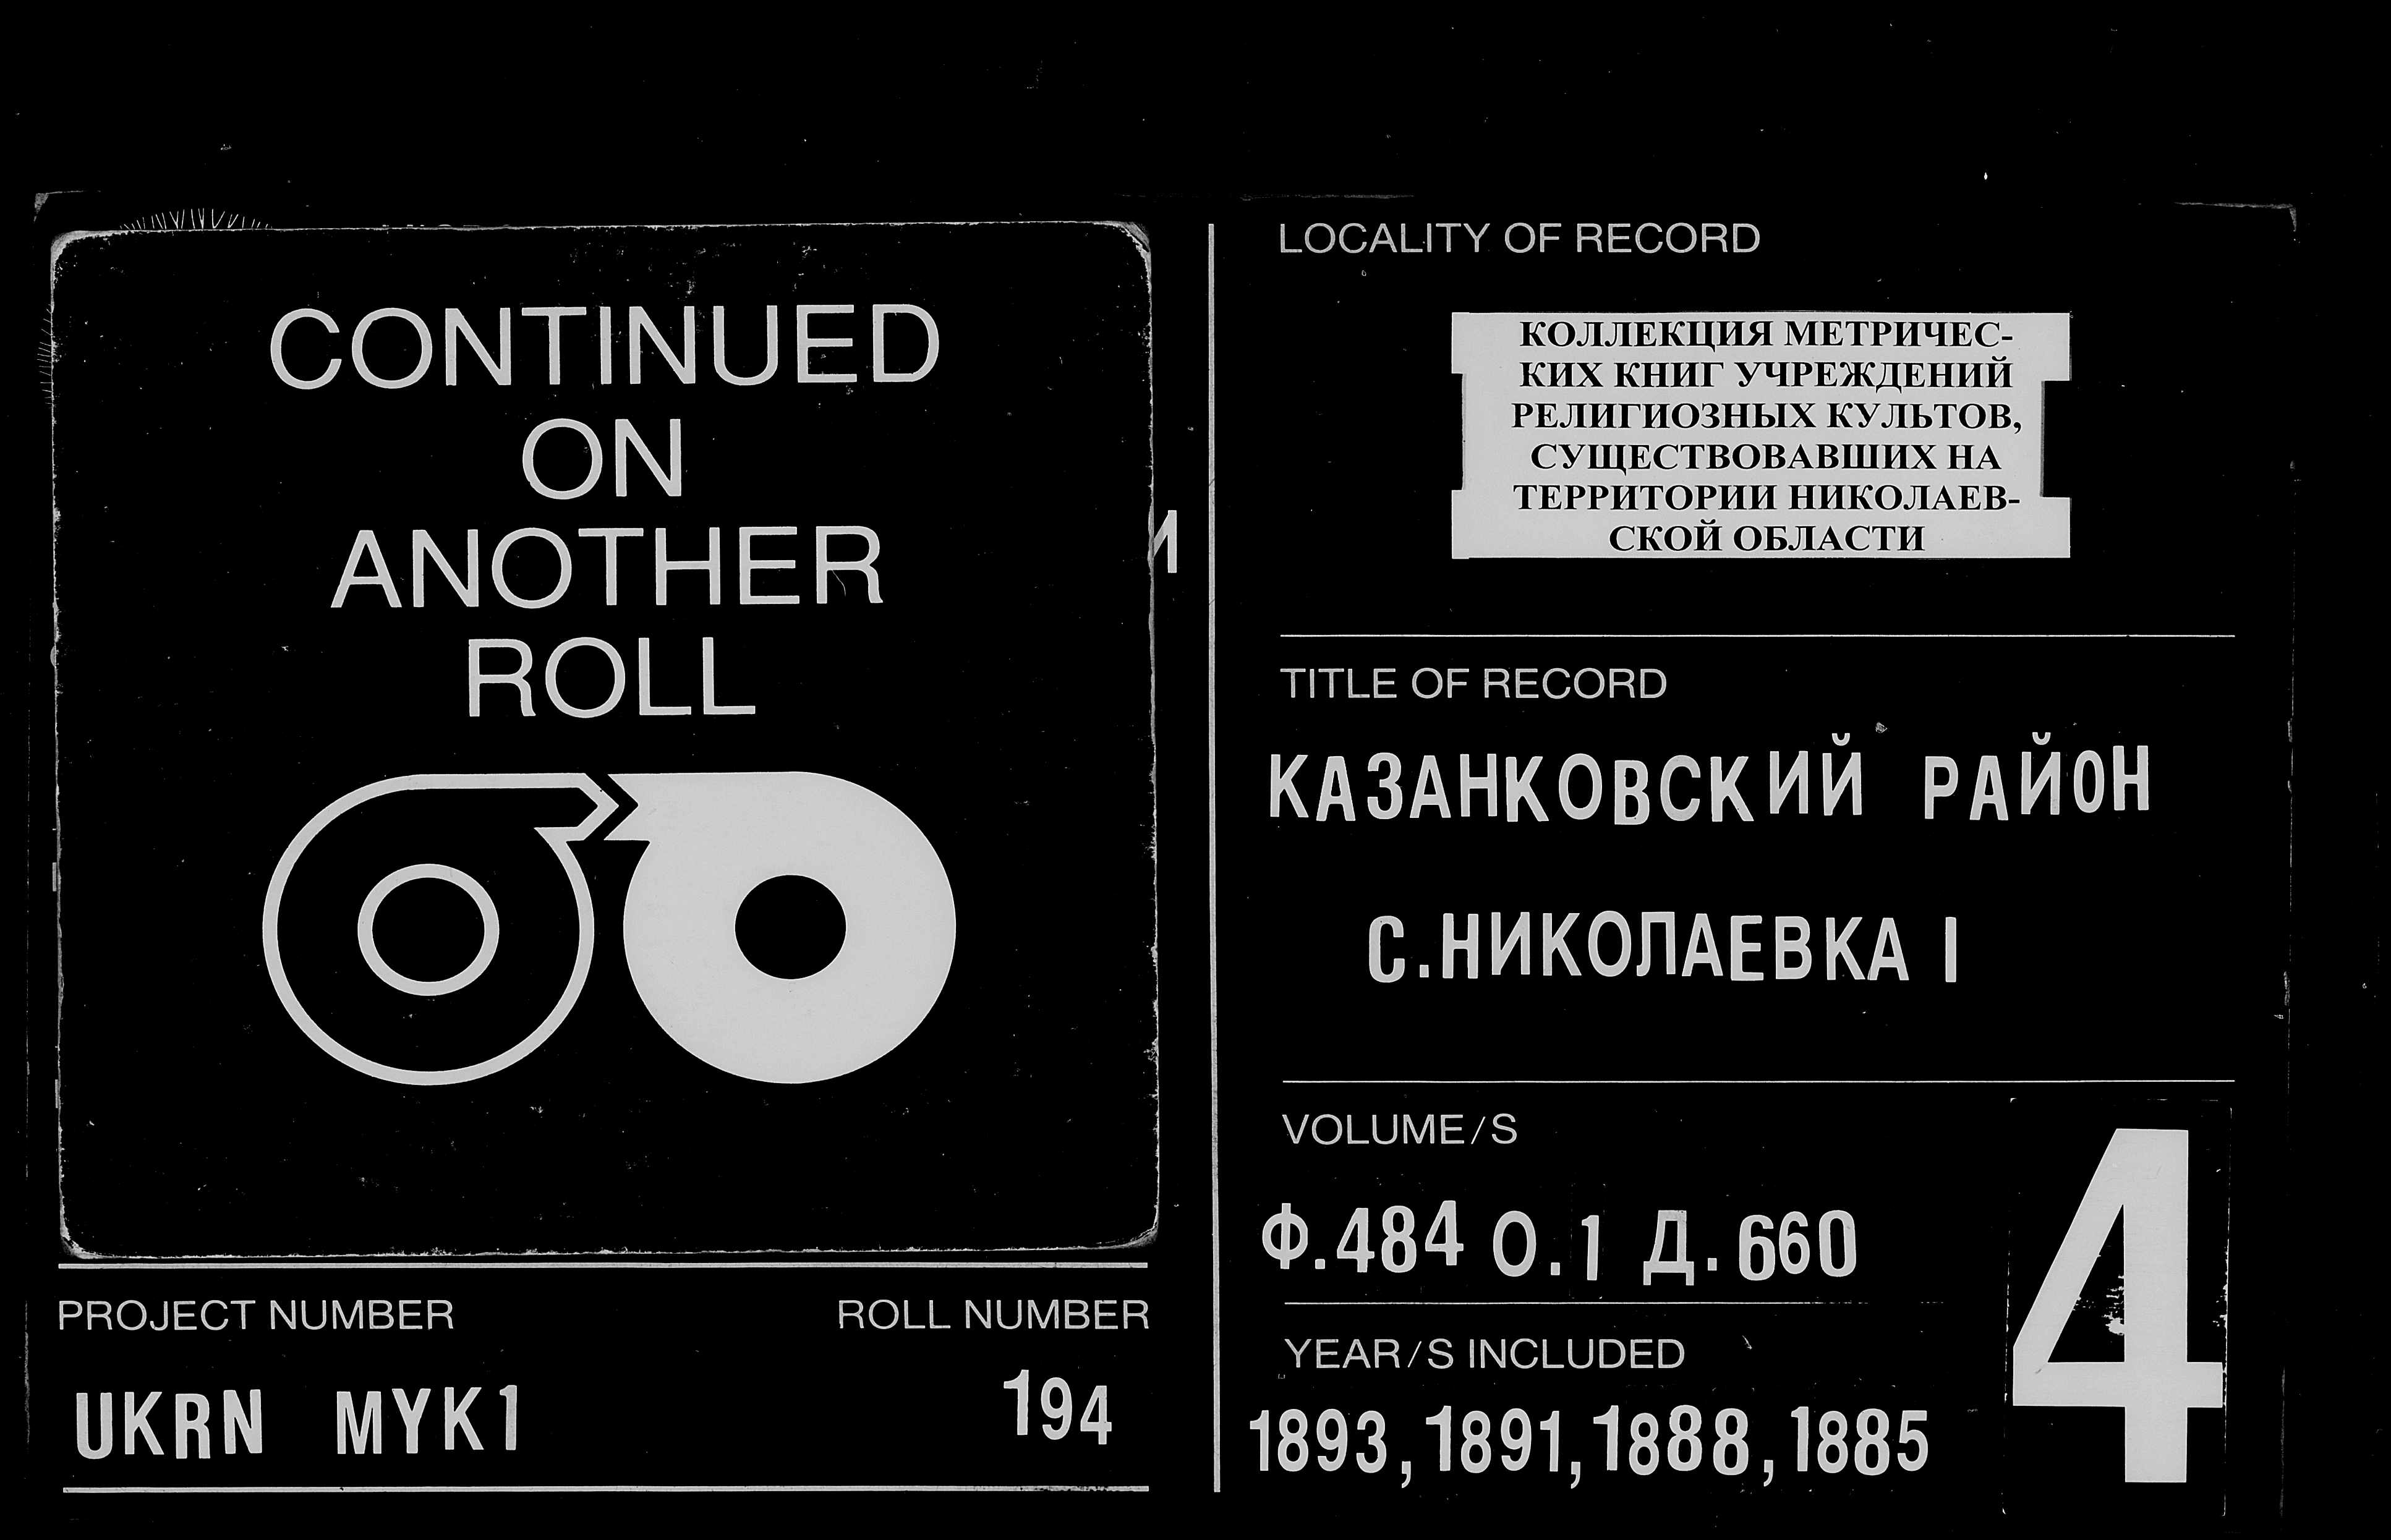 CONTINUED
ON
ANOTHER
ROLL
PROJECT NUMBER
ROLL NUMBER
UKRN MYK1
194
LOCALITY OF RECORD
КОЛЛЕКЦИЯ МЕТРИЧЕС-
КИХ КНИГ УЧРЕЖДЕНИЙ
РЕЛИГИОЗНЫХ КУЛЬТОВ,
СУЩЕСТВОВАВШИХ НА
ТЕРРИТОРИИ НИКОЛАЕВ-
СКОЙ ОБЛАСТИ
TITLE OF RECORD
КАЗАНКОВСКИЙ РАЙОН
С.НИКОЛАЕВКА I
VOLUME/S
Ф.484 О.1 Д.660
YEAR/S INCLUDED
1893,1891,1888,1885
4